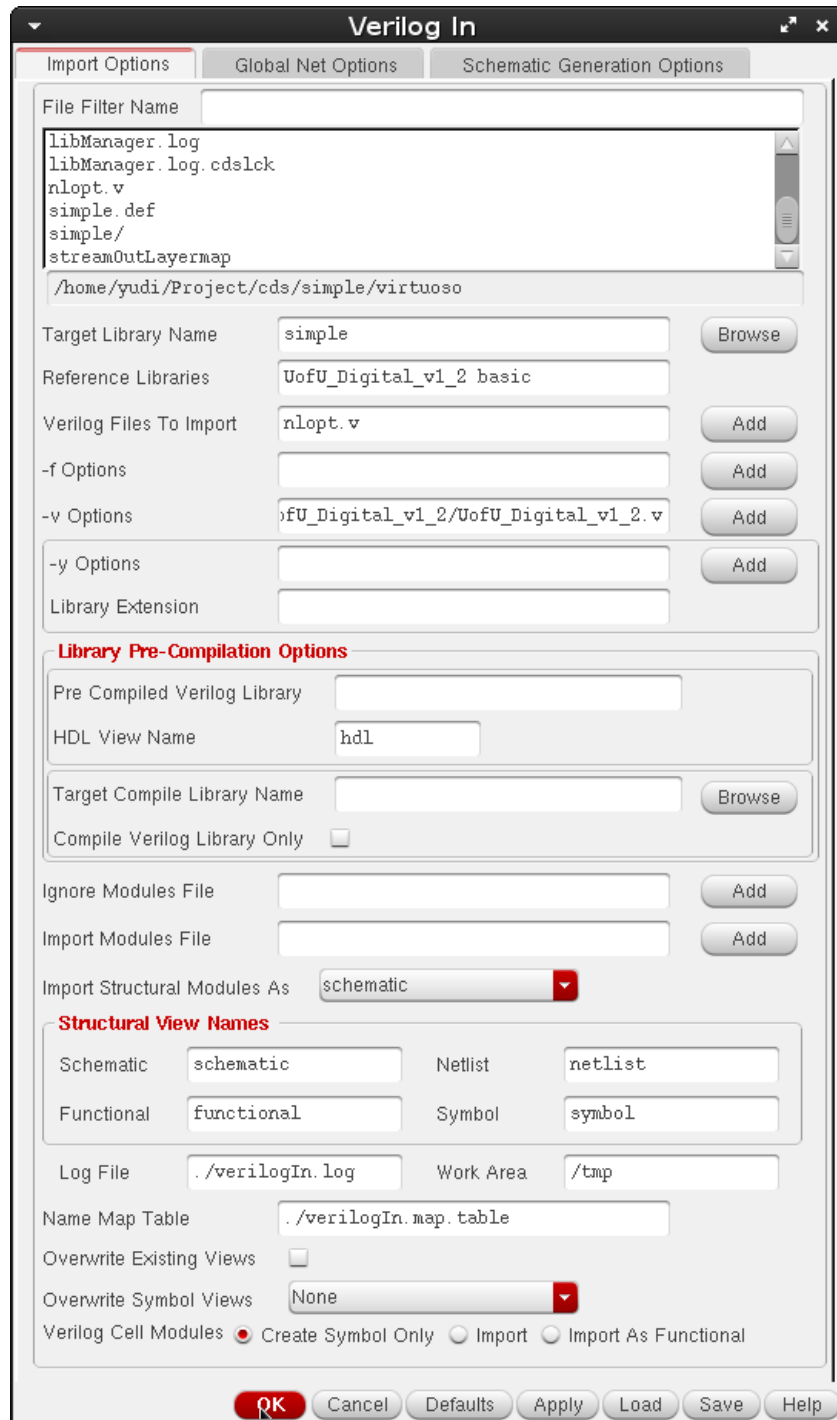 Verilog In
Import Options Global Net Options Schematic Generation Options
File Filter Name
libManager.log
libManager.log.cdslck
nlopt.v
simple.def
simple/
streamOutLayermap
/home/yudi/Project/cds/simple/virtuoso
Target Library Name simple Browse
Reference Libraries UofU_Digital_v1_2 basic
Verilog Files To Import nlopt.v Add
-f Options Add
-v Options ofU_Digital_v1_2/UofU_Digital_v1_2.v Add
-y Options Add
Library Extension
Library Pre-Compilation Options
Pre Compiled Verilog Library
HDL View Name hdl
Target Compile Library Name Browse
Compile Verilog Library Only
Ignore Modules File Add
Import Modules File Add
Import Structural Modules As schematic
Structural View Names
Schematic schematic Netlist netlist
Functional functional Symbol symbol
Log File ./verilogIn.log Work Area /tmp
Name Map Table ./verilogIn.map.table
Overwrite Existing Views
Overwrite Symbol Views None
Verilog Cell Modules Create Symbol Only Import Import As Functional
OK Cancel Defaults Apply Load Save Help